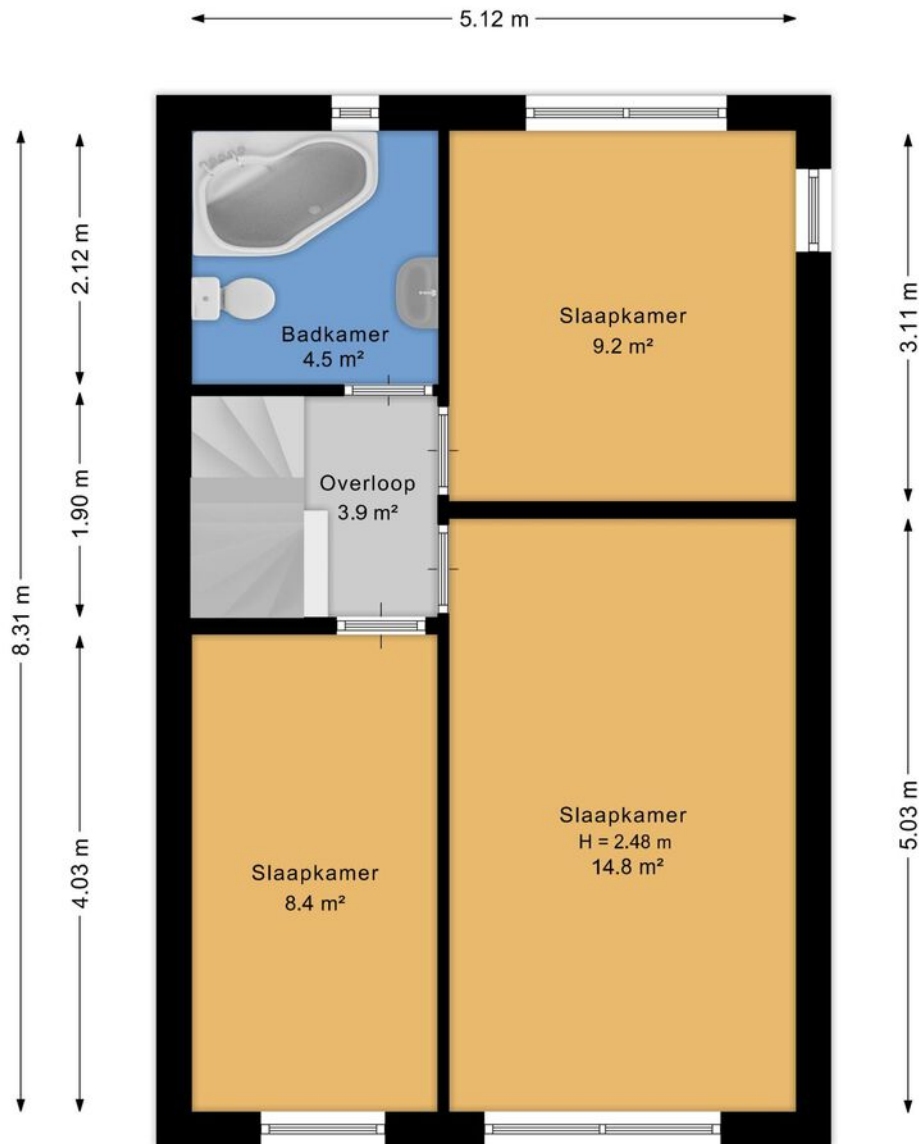 5.12 m
2.12 m
1.90 m
4.03 m
8.31 m
3.11 m
5.03 m
Badkamer
4.5 m²
Slaapkamer
9.2 m²
Overloop
3.9 m²
Slaapkamer
H = 2.48 m
14.8 m²
Slaapkamer
8.4 m²